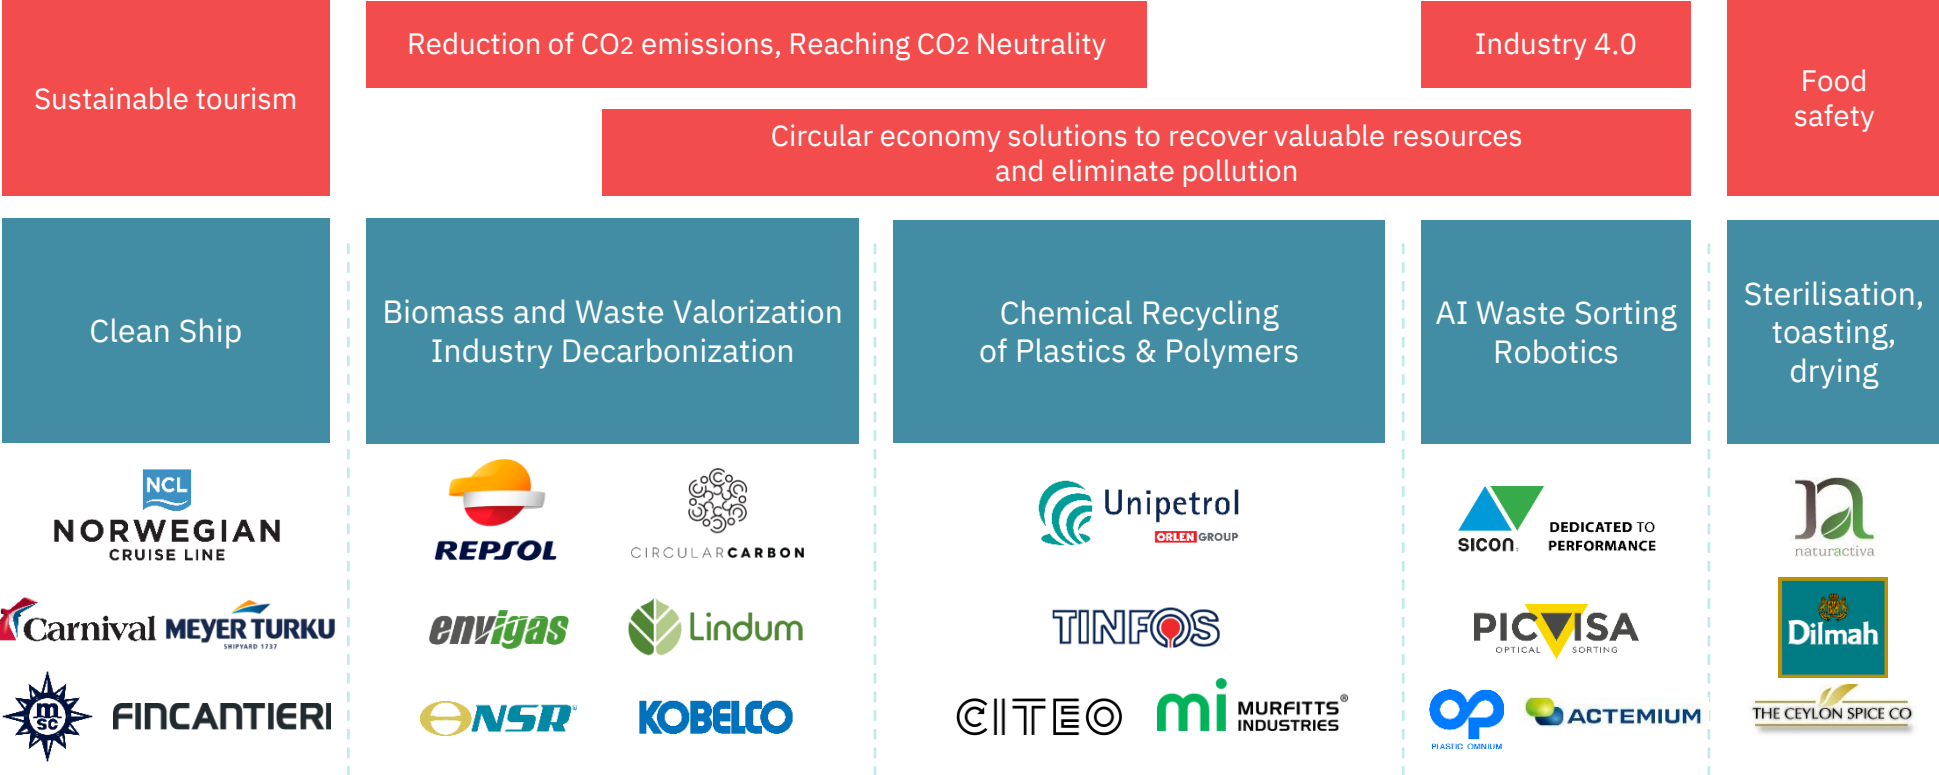 Sustainable tourism
Reduction of CO2 emissions, Reaching CO2 Neutrality
Industry 4.0
Food
safety
Circular economy solutions to recover valuable resources
and eliminate pollution
Clean Ship
Biomass and Waste Valorization
Industry Decarbonization
Chemical Recycling
of Plastics & Polymers
AI Waste Sorting
Robotics
Sterilisation,
toasting,
drying
NCL
NORWEGIAN
CRUISE LINE
Carnival
MEYER TURKU
SHIPYARD 1737
msc
FINCANTIERI
REPSOL
CIRCULARCARBON
envigas
Lindum
NSR
KOBELCO
Unipetrol
ORLEN GROUP
TINFOS
CITEO
mi MURFITTS®
INDUSTRIES
SICON
DEDICATED TO
PERFORMANCE
PICVISA
OPTICAL SORTING
OP
PLASTIC OMNIUM
ACTEMIUM
na
naturactiva
Dilmah
THE CEYLON SPICE CO